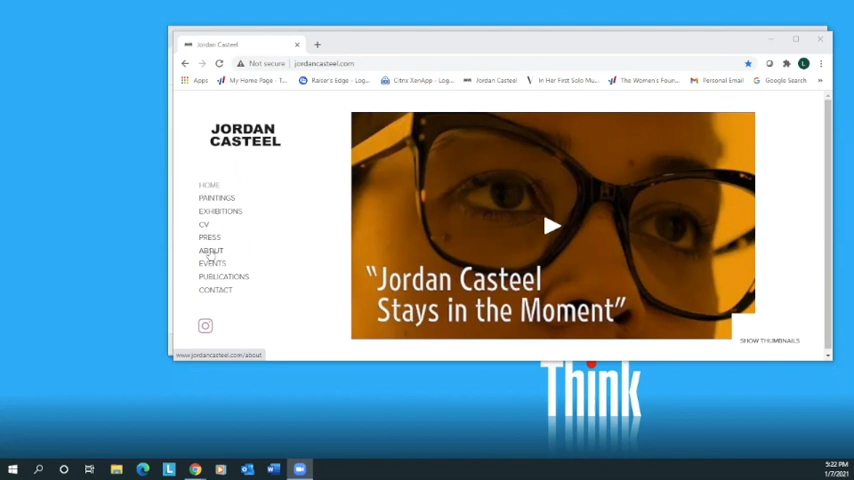 Jordan Casteel
Not secure | jordancasteel.com
Apps
My Home Page - T...
Raiser's Edge - Log...
Citrix XenApp - Log...
Jordan Casteel
In Her First Solo Mu...
The Women's Foun...
Personal Email
Google Search
JORDAN
CASTEEL
HOME
PAINTINGS
EXHIBITIONS
CV
PRESS
ABOUT
EVENTS
PUBLICATIONS
CONTACT
"Jordan Casteel
Stays in the Moment"
SHOW THUMBNAILS
www.jordancasteel.com/about
Think
5:22 PM
1/7/2021